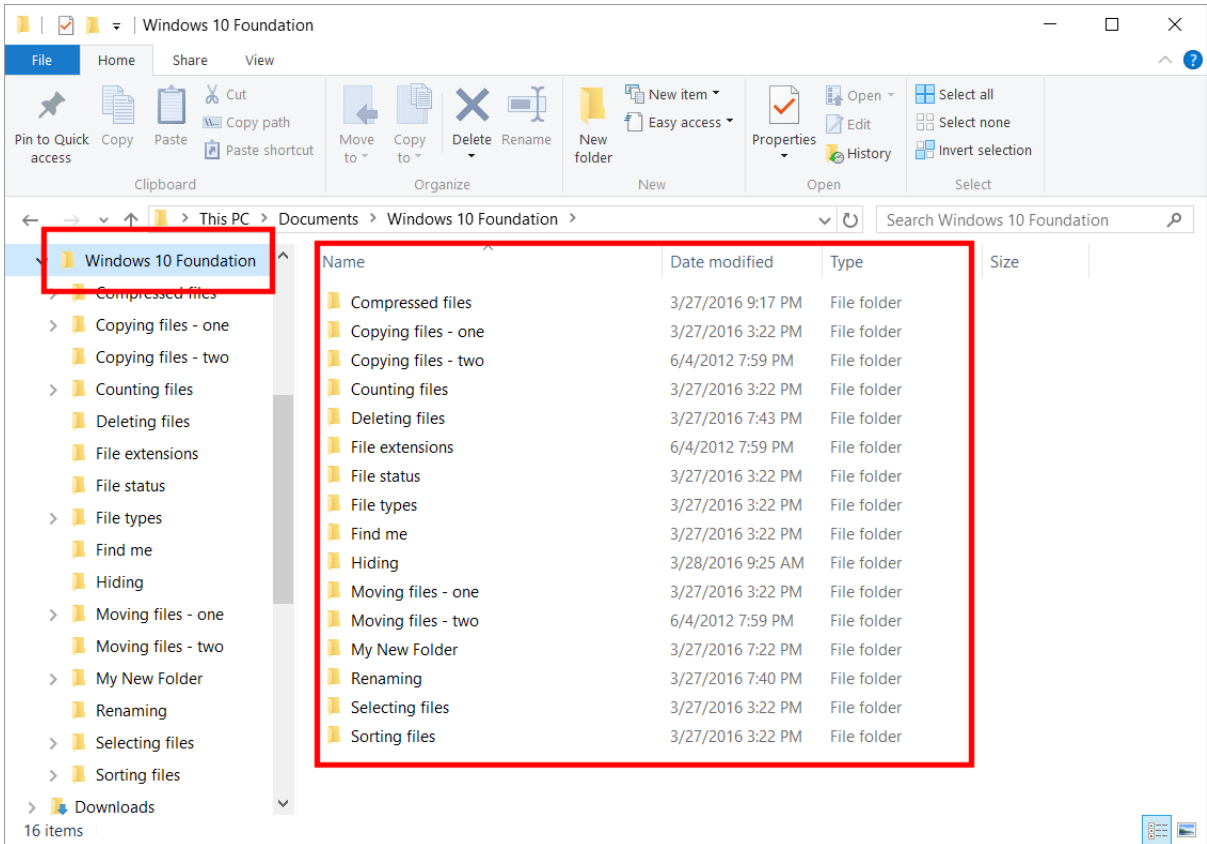 Windows 10 Foundation
File Home Share View
Pin to Quick access
Copy
Paste
Cut
Copy path
Paste shortcut
Clipboard
Move to
Copy to
Delete
Rename
Organize
New folder
New item
Easy access
New
Properties
Open
Edit
History
Open
Select all
Select none
Invert selection
Select
This PC > Documents > Windows 10 Foundation >
Search Windows 10 Foundation
Windows 10 Foundation
Compressed files
Copying files - one
Copying files - two
Counting files
Deleting files
File extensions
File status
File types
Find me
Hiding
Moving files - one
Moving files - two
My New Folder
Renaming
Selecting files
Sorting files
Downloads
Name Date modified Type Size
Compressed files 3/27/2016 9:17 PM File folder
Copying files - one 3/27/2016 3:22 PM File folder
Copying files - two 6/4/2012 7:59 PM File folder
Counting files 3/27/2016 3:22 PM File folder
Deleting files 3/27/2016 7:43 PM File folder
File extensions 6/4/2012 7:59 PM File folder
File status 3/27/2016 3:22 PM File folder
File types 3/27/2016 3:22 PM File folder
Find me 3/27/2016 3:22 PM File folder
Hiding 3/28/2016 9:25 AM File folder
Moving files - one 3/27/2016 3:22 PM File folder
Moving files - two 6/4/2012 7:59 PM File folder
My New Folder 3/27/2016 7:22 PM File folder
Renaming 3/27/2016 7:40 PM File folder
Selecting files 3/27/2016 3:22 PM File folder
Sorting files 3/27/2016 3:22 PM File folder
16 items